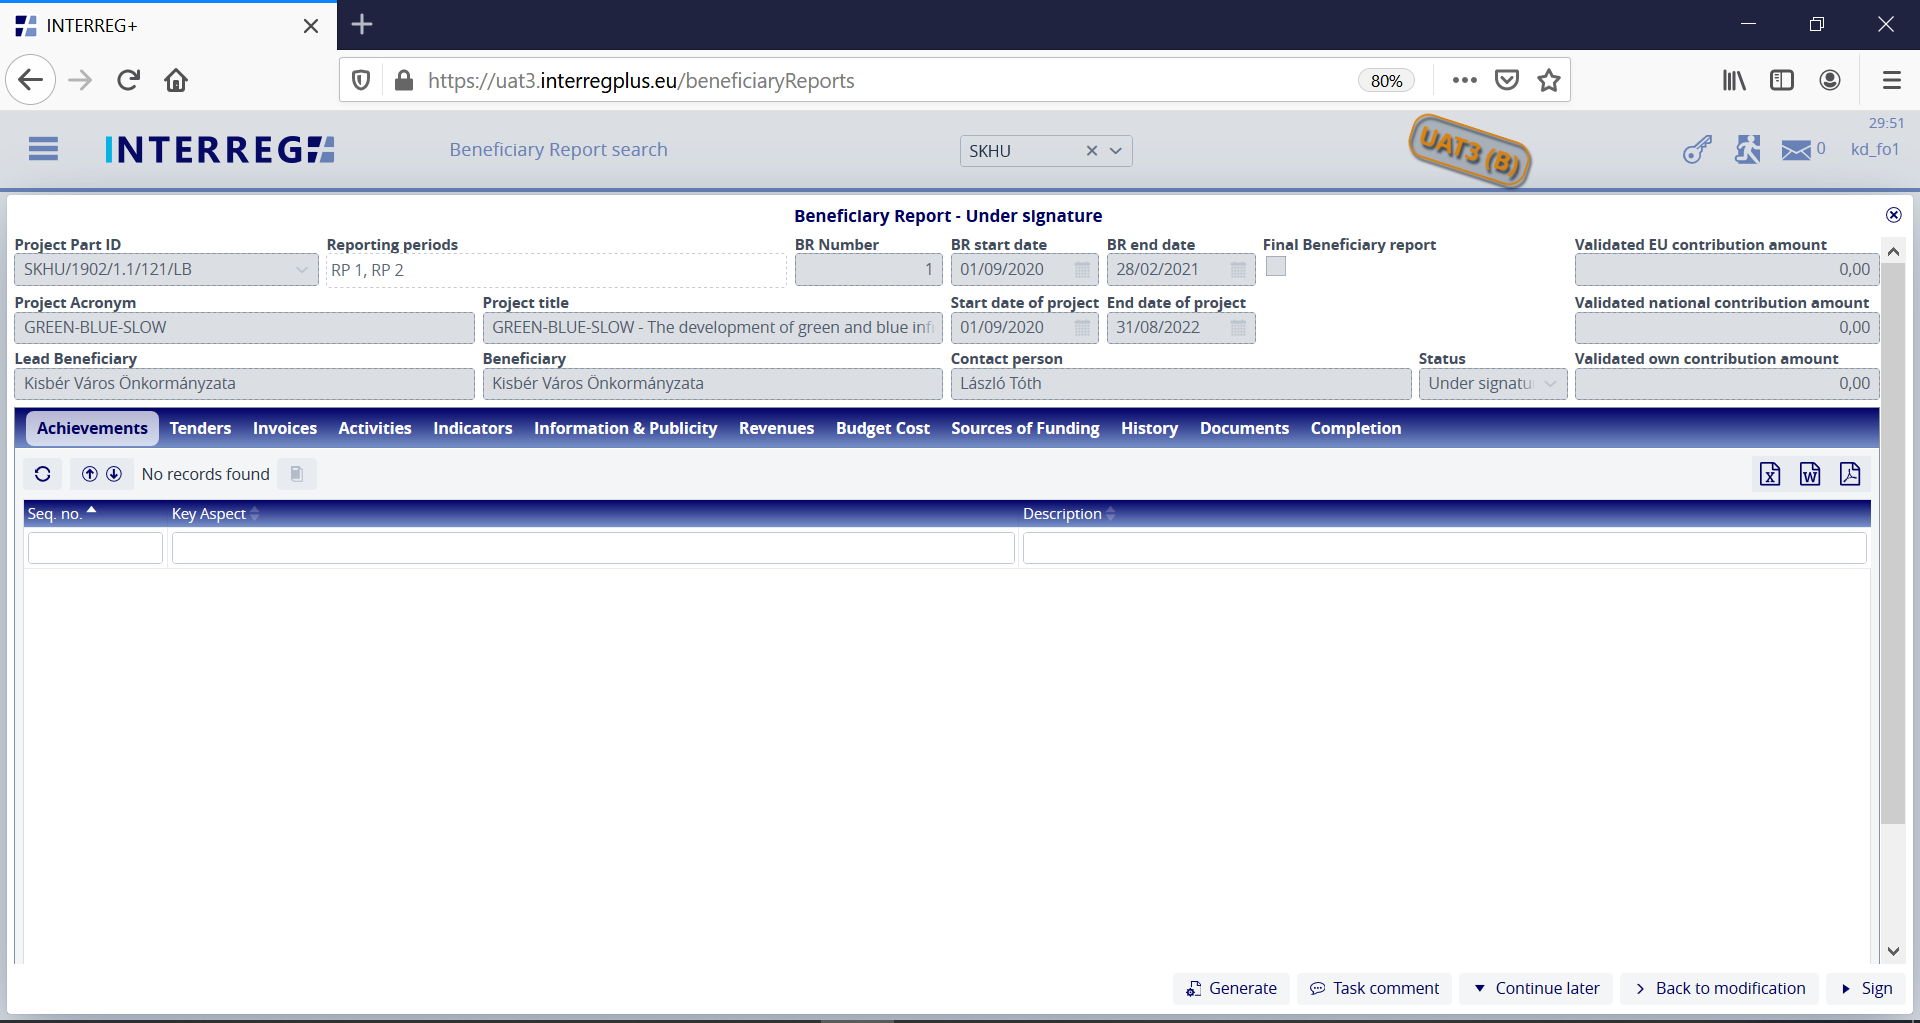 INTERREG+
https://uat3.interregplus.eu/beneficiaryReports
80%
INTERREG
Beneficiary Report search
SKHU
UAT3 (B)
0
29:51
kd_fo1
Beneficiary Report - Under signature
Project Part ID
Reporting periods
BR Number
BR start date
BR end date
Final Beneficiary report
Validated EU contribution amount
SKHU/1902/1.1/121/LB
RP 1, RP 2
1
01/09/2020
28/02/2021
0,00
Project Acronym
Project title
Start date of project
End date of project
Validated national contribution amount
GREEN-BLUE-SLOW
GREEN-BLUE-SLOW - The development of green and blue inf
01/09/2020
31/08/2022
0,00
Lead Beneficiary
Beneficiary
Contact person
Status
Validated own contribution amount
Kisbér Város Önkormányzata
Kisbér Város Önkormányzata
László Tóth
Under signatu
0,00
Achievements
Tenders
Invoices
Activities
Indicators
Information & Publicity
Revenues
Budget Cost
Sources of Funding
History
Documents
Completion
No records found
Seq. no.
Key Aspect
Description
Generate
Task comment
Continue later
Back to modification
Sign